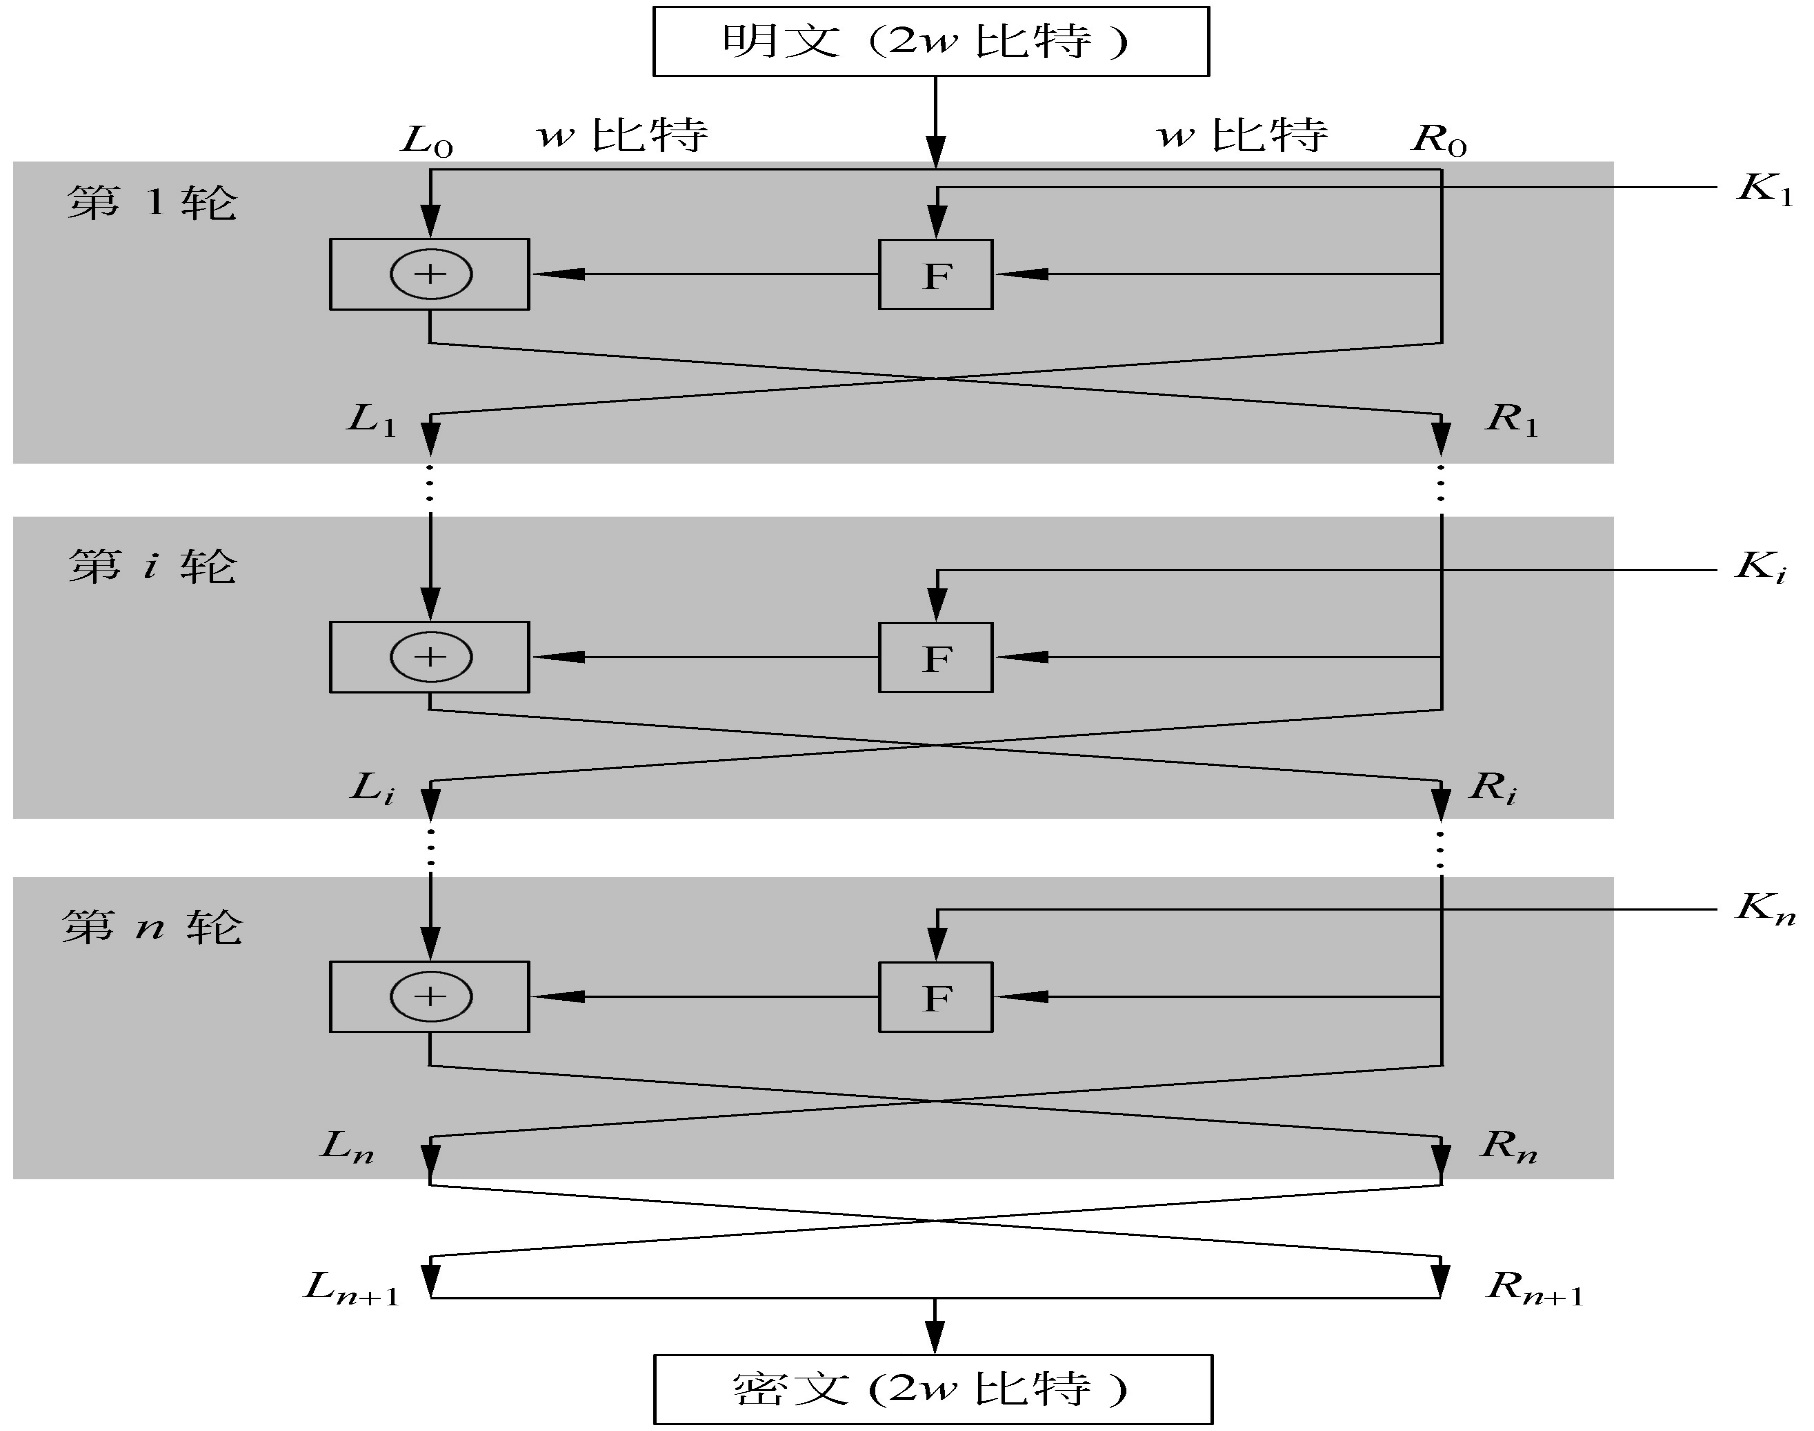 明文 (2w 比特 )
L0 w 比特 w 比特 R0
第 1 轮 K1
+ F
L1 R1
第 i 轮 Ki
+ F
Li Ri
第 n 轮 Kn
+ F
Ln Rn
Ln+1 Rn+1
密文 (2w 比特 )